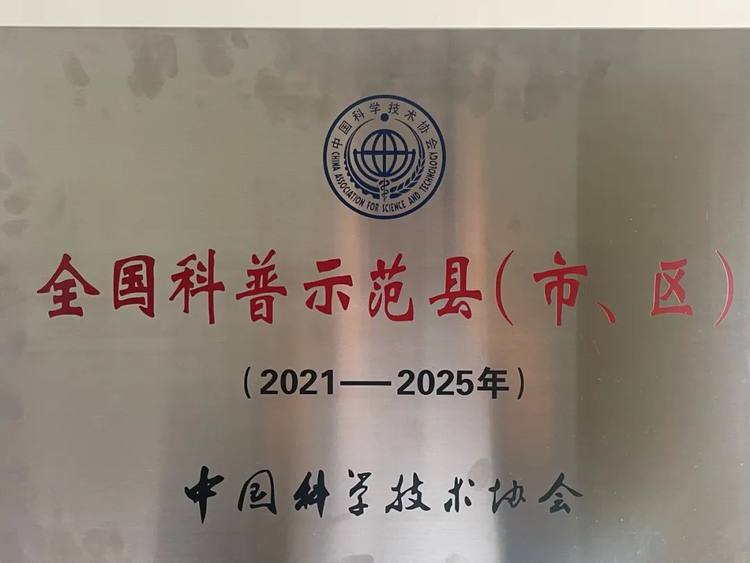 中国科学技术协会
CHINA ASSOCIATION FOR SCIENCE AND TECHNOLOGY
全国科普示范县(市、区)
(2021——2025年)
中国科学技术协会